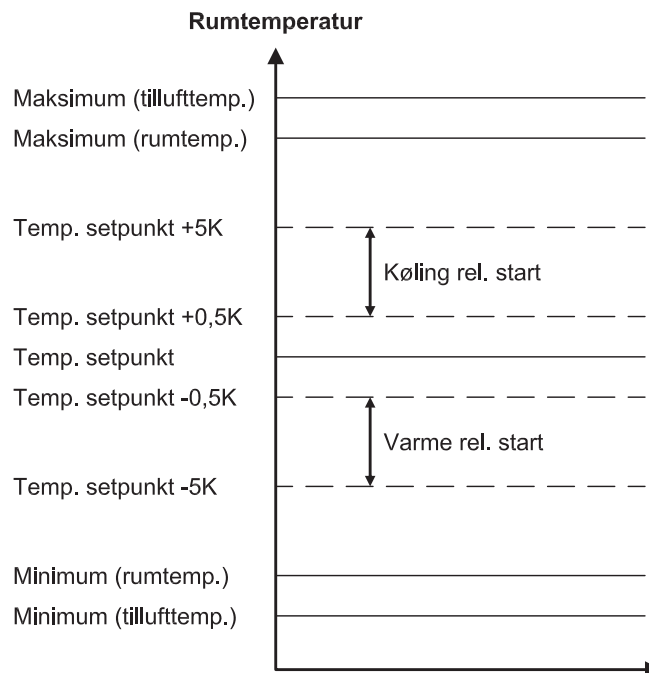 Rumtemperatur
Maksimum (tillufttemp.)
Maksimum (rumtemp.)
Temp. setpunkt +5K
Køling rel. start
Temp. setpunkt +0,5K
Temp. setpunkt
Temp. setpunkt -0,5K
Varme rel. start
Temp. setpunkt -5K
Minimum (rumtemp.)
Minimum (tillufttemp.)